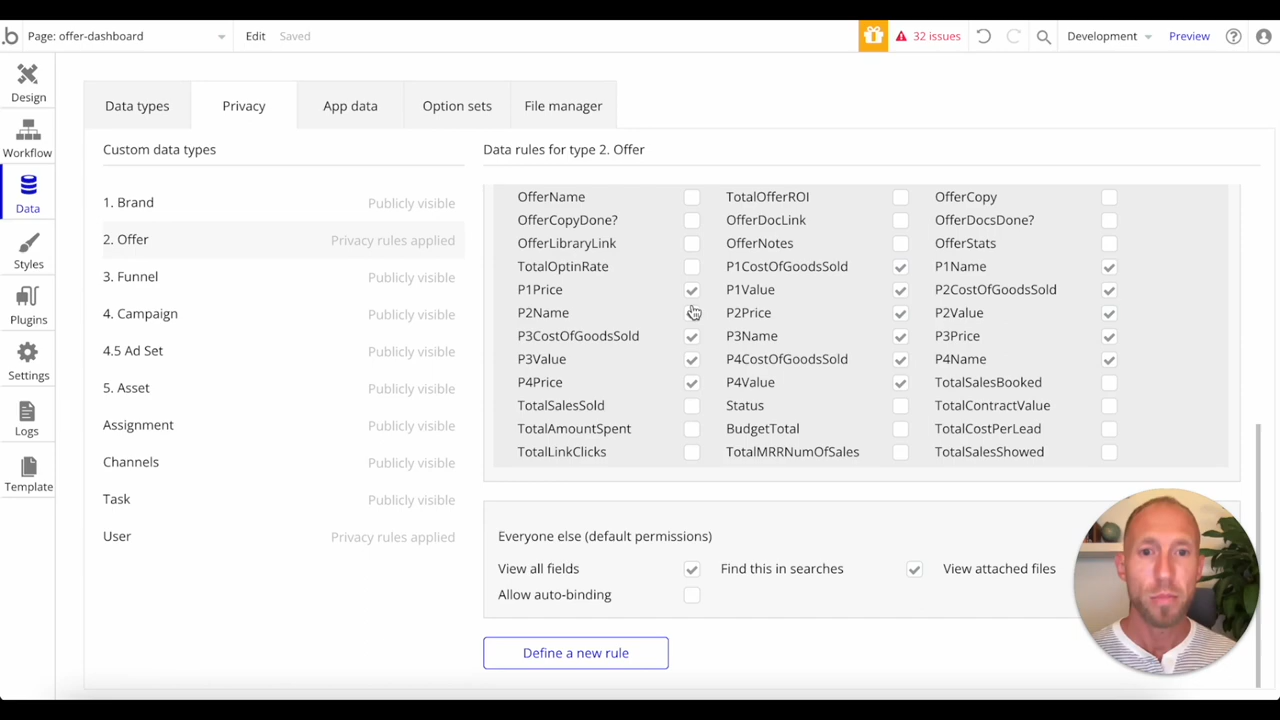 .b Page: offer-dashboard Edit Saved 32 issues Development Preview
Design
Workflow
Data
Styles
Plugins
Settings
Logs
Template
Data types Privacy App data Option sets File manager
Custom data types
1. Brand Publicly visible
2. Offer Privacy rules applied
3. Funnel Publicly visible
4. Campaign Publicly visible
4.5 Ad Set Publicly visible
5. Asset Publicly visible
Assignment Publicly visible
Channels Publicly visible
Task Publicly visible
User Privacy rules applied
Data rules for type 2. Offer
OfferName TotalOfferROI OfferCopy
OfferCopyDone? OfferDocLink OfferDocsDone?
OfferLibraryLink OfferNotes OfferStats
TotalOptinRate P1CostOfGoodsSold P1Name
P1Price P1Value P2CostOfGoodsSold
P2Name P2Price P2Value
P3CostOfGoodsSold P3Name P3Price
P3Value P4CostOfGoodsSold P4Name
P4Price P4Value TotalSalesBooked
TotalSalesSold Status TotalContractValue
TotalAmountSpent BudgetTotal TotalCostPerLead
TotalLinkClicks TotalMRRNumOfSales TotalSalesShowed
Everyone else (default permissions)
View all fields Find this in searches View attached files
Allow auto-binding
Define a new rule